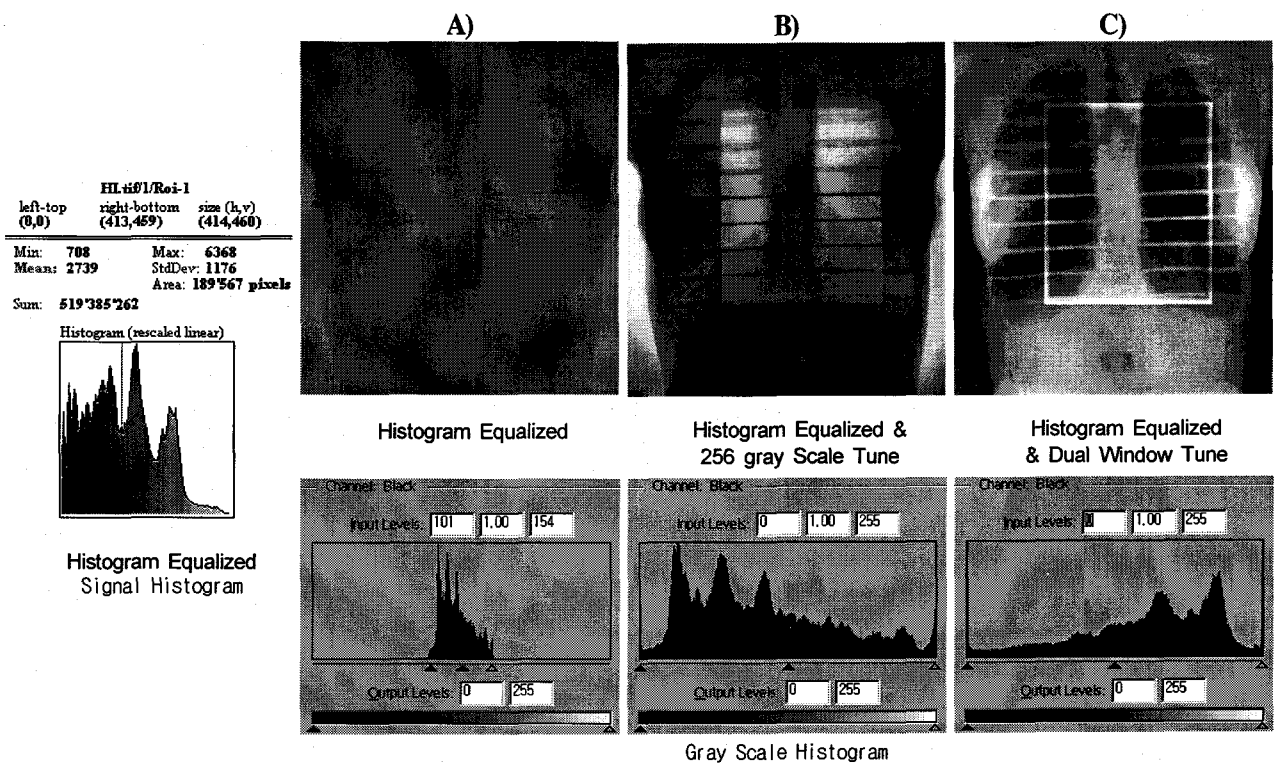 A)
B)
C)
HL.tif/1/Roi-1
left-top right-bottom size (h,v)
(0,0) (413,459) (414,460)
Min: 708 Max: 6368
Mean: 2739 StdDev: 1176
Area: 189'567 pixels
Sum: 519'385'262
Histogram (rescaled linear)
Histogram Equalized
Signal Histogram
Histogram Equalized
Histogram Equalized &
256 gray Scale Tune
Histogram Equalized
& Dual Window Tune
Channel: Black
Input Levels: 101 1.00 154
Output Levels: 0 255
Channel: Black
Input Levels: 0 1.00 255
Output Levels: 0 255
Channel: Black
Input Levels: 0 1.00 255
Output Levels: 0 255
Gray Scale Histogram